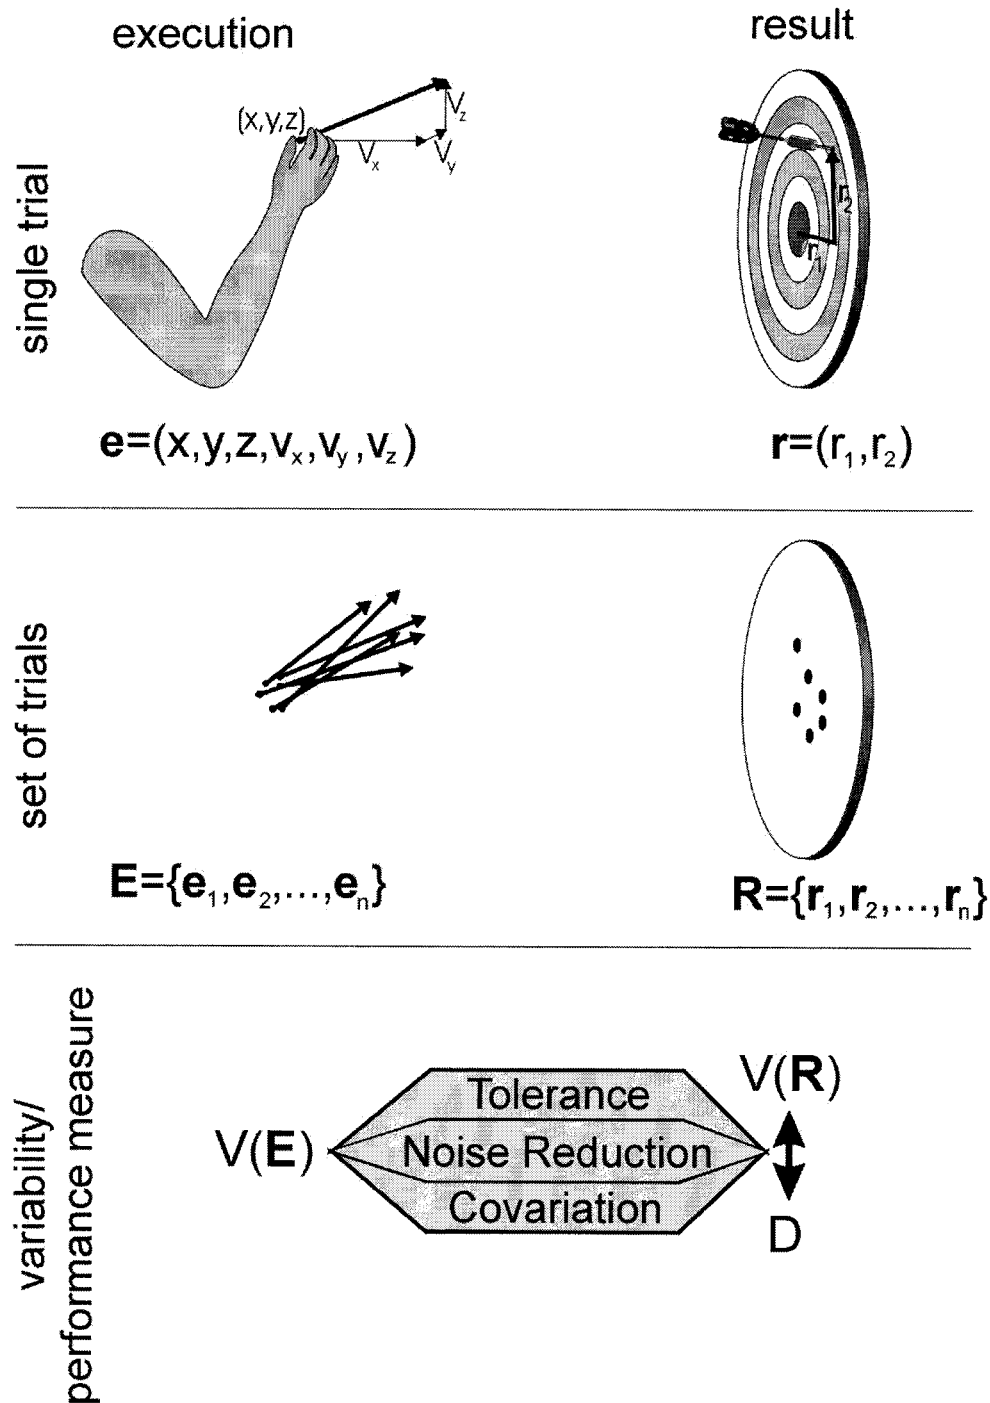 execution
result
single trial
(x,y,z)
Vz
Vx
Vy
r2
r1
e=(x,y,z,vx,vy,vz)
r=(r1,r2)
set of trials
E={e1,e2,...,en}
R={r1,r2,...,rn}
variability/
performance measure
V(E)
Tolerance
Noise Reduction
Covariation
V(R)
D